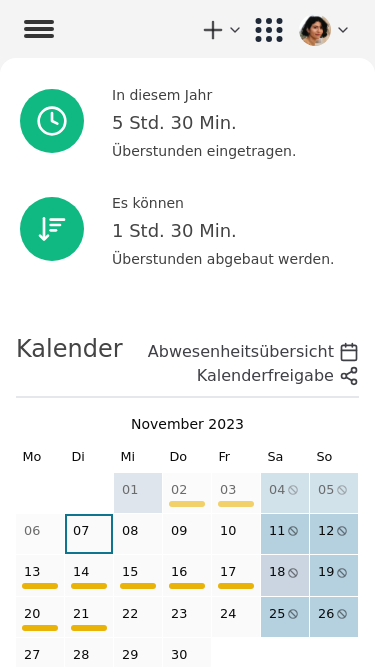 In diesem Jahr
5 Std. 30 Min.
Überstunden eingetragen.
Es können
1 Std. 30 Min.
Überstunden abgebaut werden.
Kalender
Abwesenheitsübersicht
Kalenderfreigabe
November 2023
Mo Di Mi Do Fr Sa So
01 02 03 04 05
06 07 08 09 10 11 12
13 14 15 16 17 18 19
20 21 22 23 24 25 26
27 28 29 30